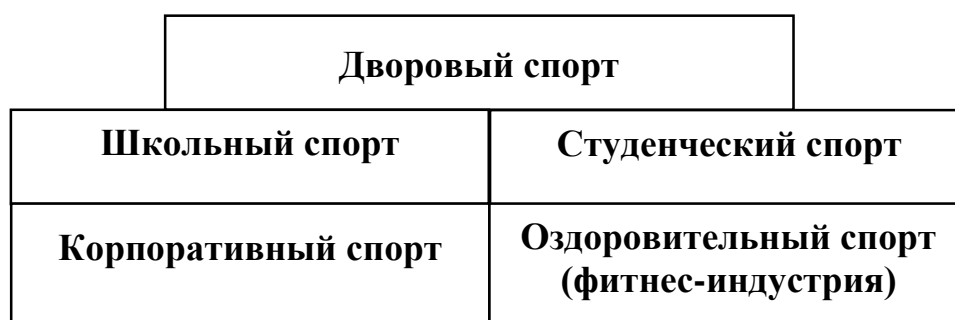 Дворовый спорт
Школьный спорт
Студенческий спорт
Корпоративный спорт
Оздоровительный спорт
(фитнес-индустрия)